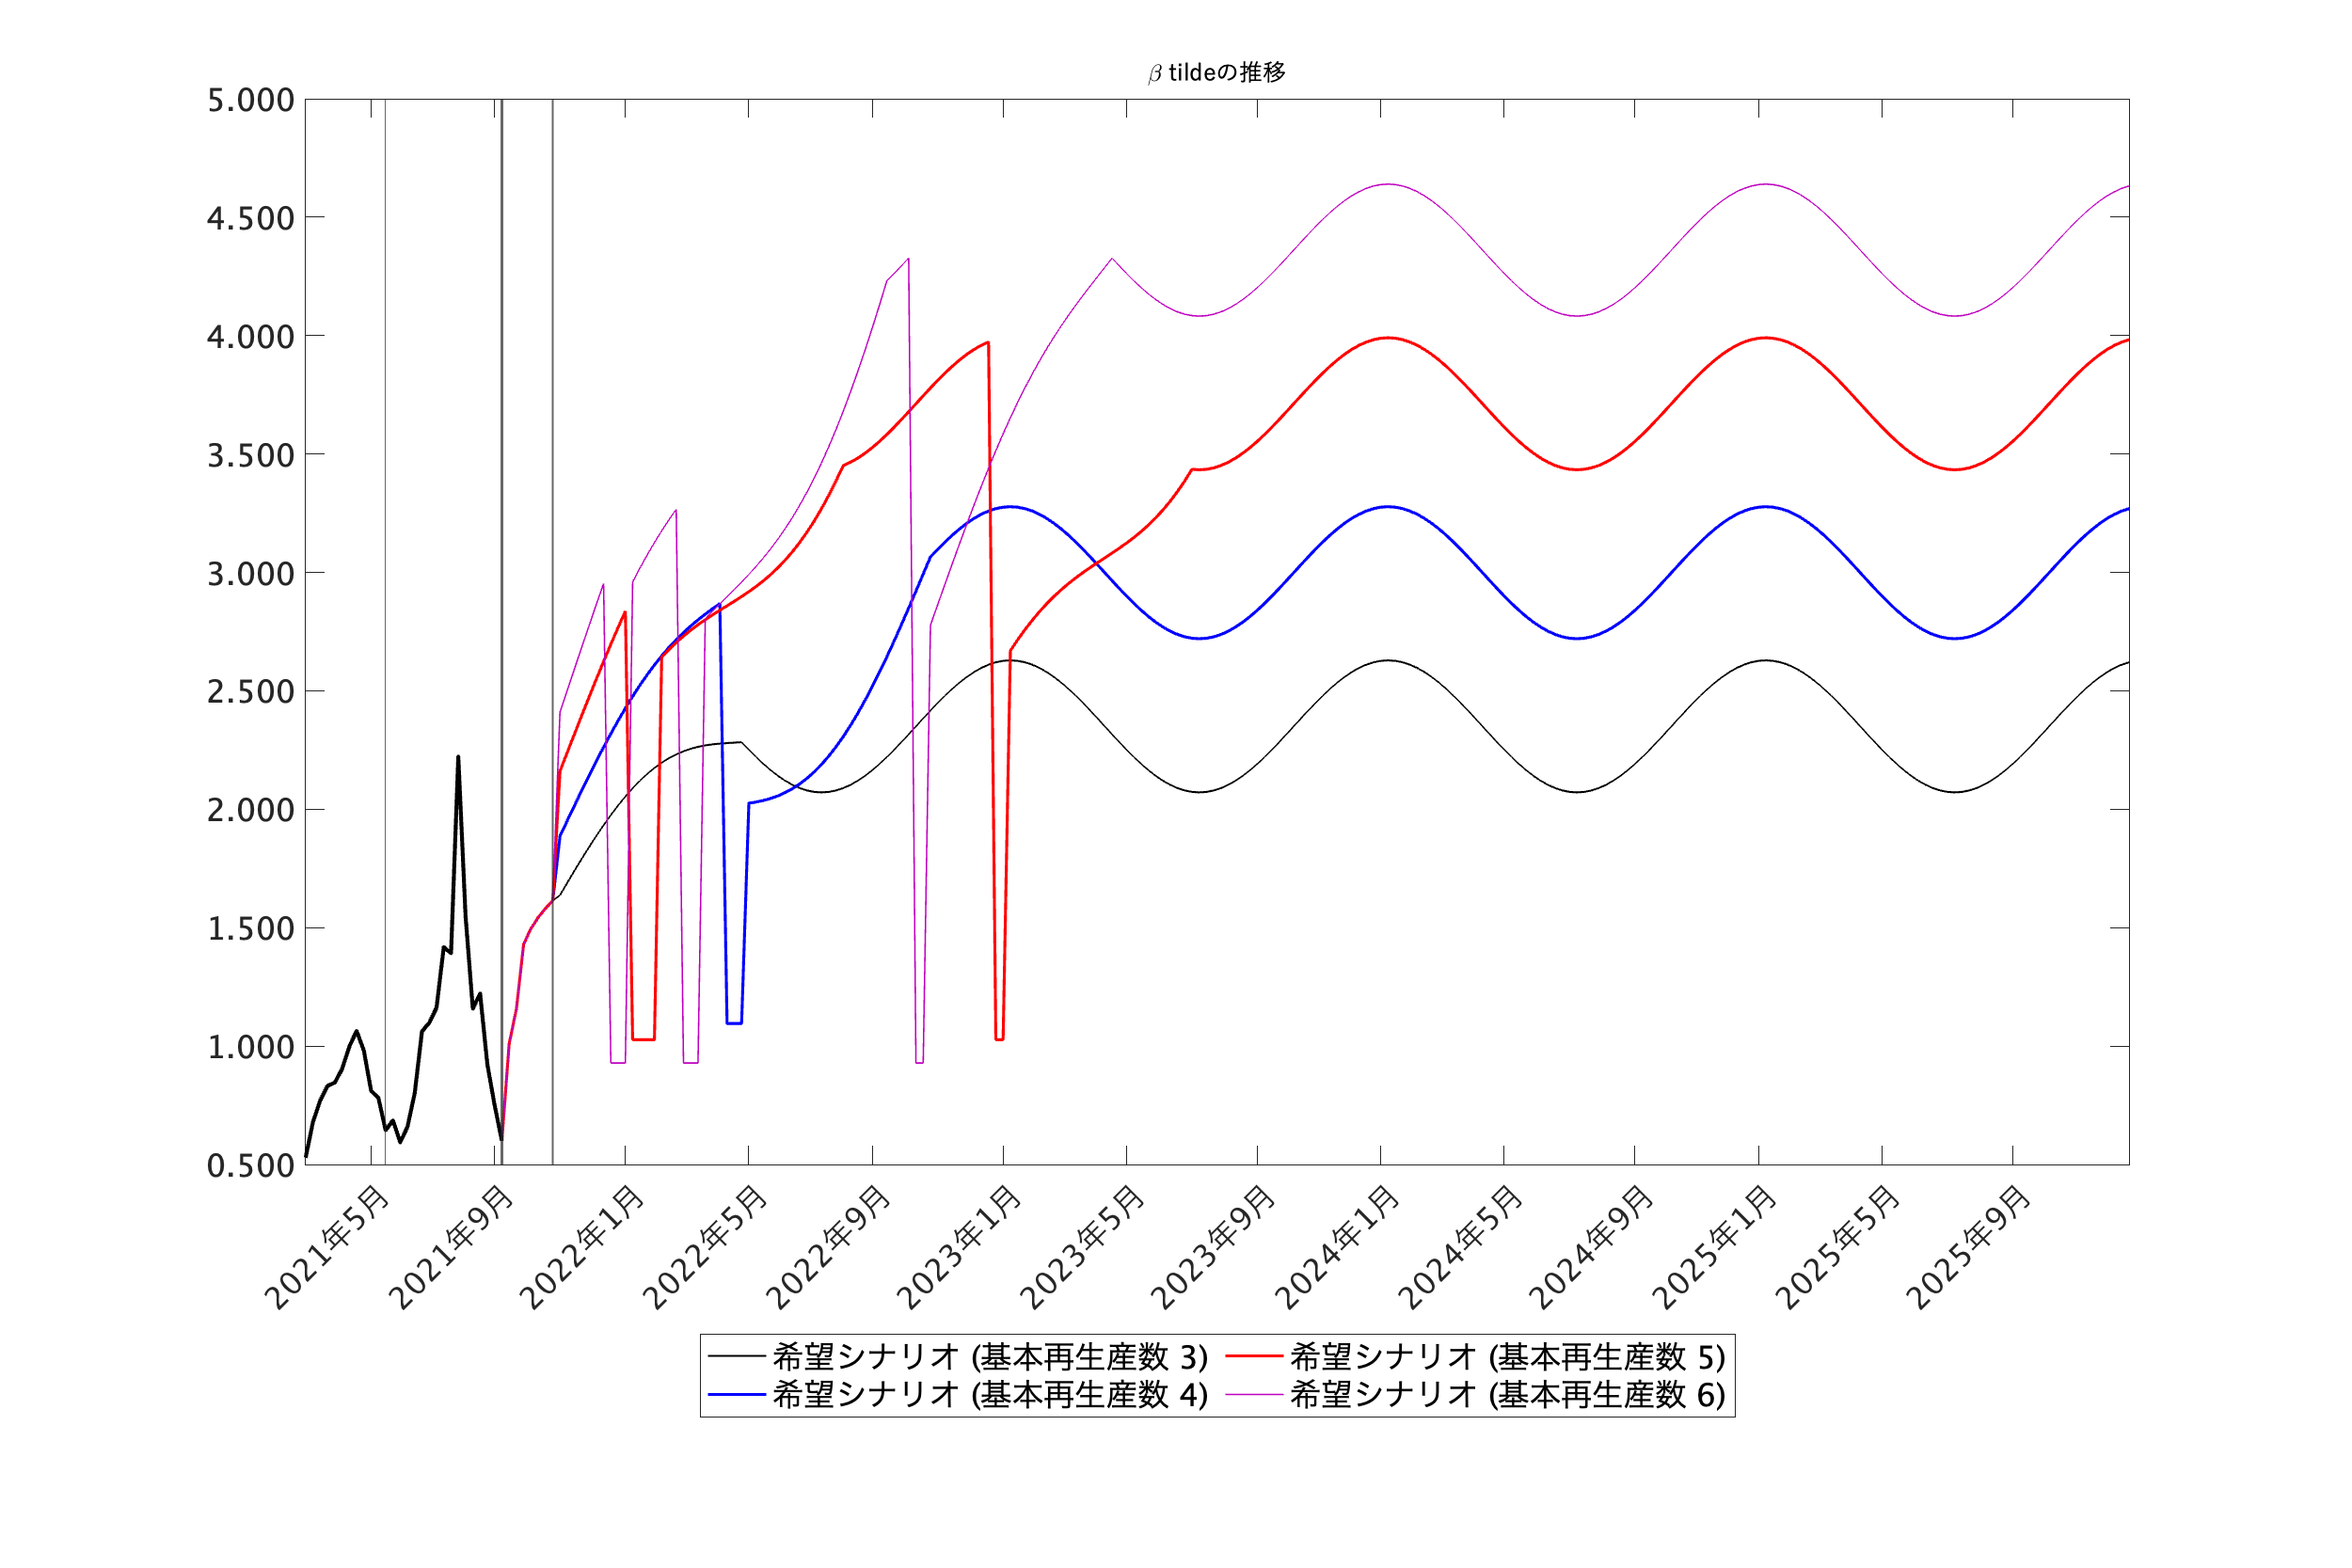 β tildeの推移
5.000
4.500
4.000
3.500
3.000
2.500
2.000
1.500
1.000
0.500
2021年5月
2021年9月
2022年1月
2022年5月
2022年9月
2023年1月
2023年5月
2023年9月
2024年1月
2024年5月
2024年9月
2025年1月
2025年5月
2025年9月
希望シナリオ (基本再生産数 3)
希望シナリオ (基本再生産数 4)
希望シナリオ (基本再生産数 5)
希望シナリオ (基本再生産数 6)